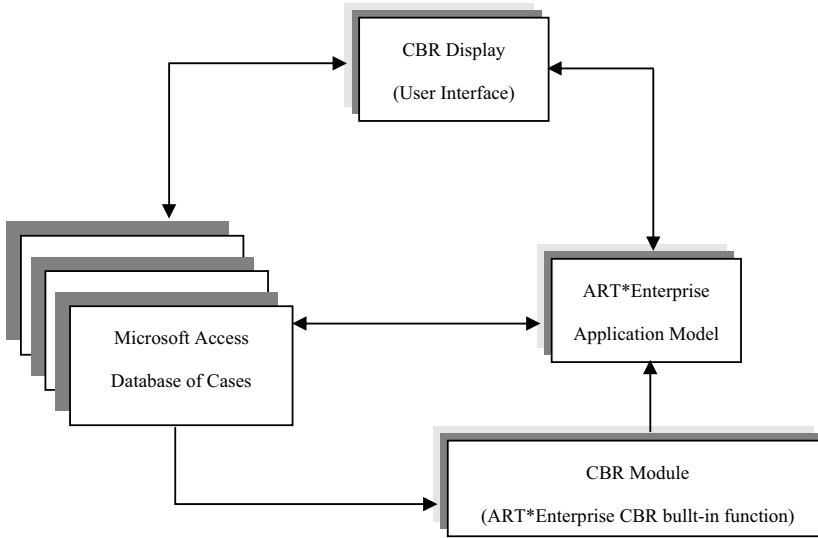 CBR Display
(User Interface)
ART*Enterprise
Application Model
Microsoft Access
Database of Cases
CBR Module
(ART*Enterprise CBR bullt-in function)